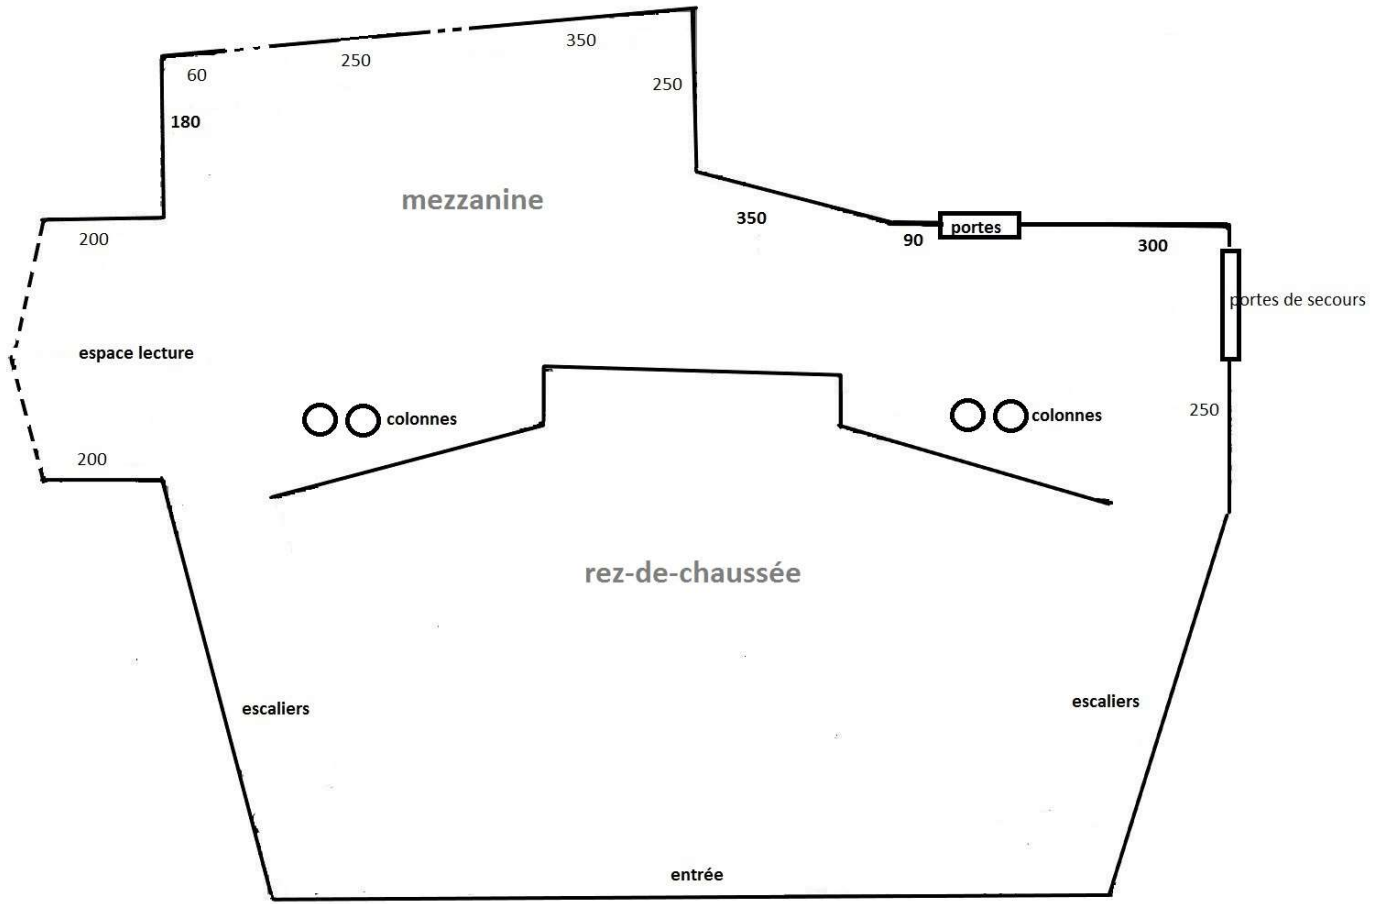 350
60
250
250
180
mezzanine
200
350
90
portes
300
portes de secours
espace lecture
colonnes
colonnes
250
200
rez-de-chaussée
escaliers
escaliers
entrée